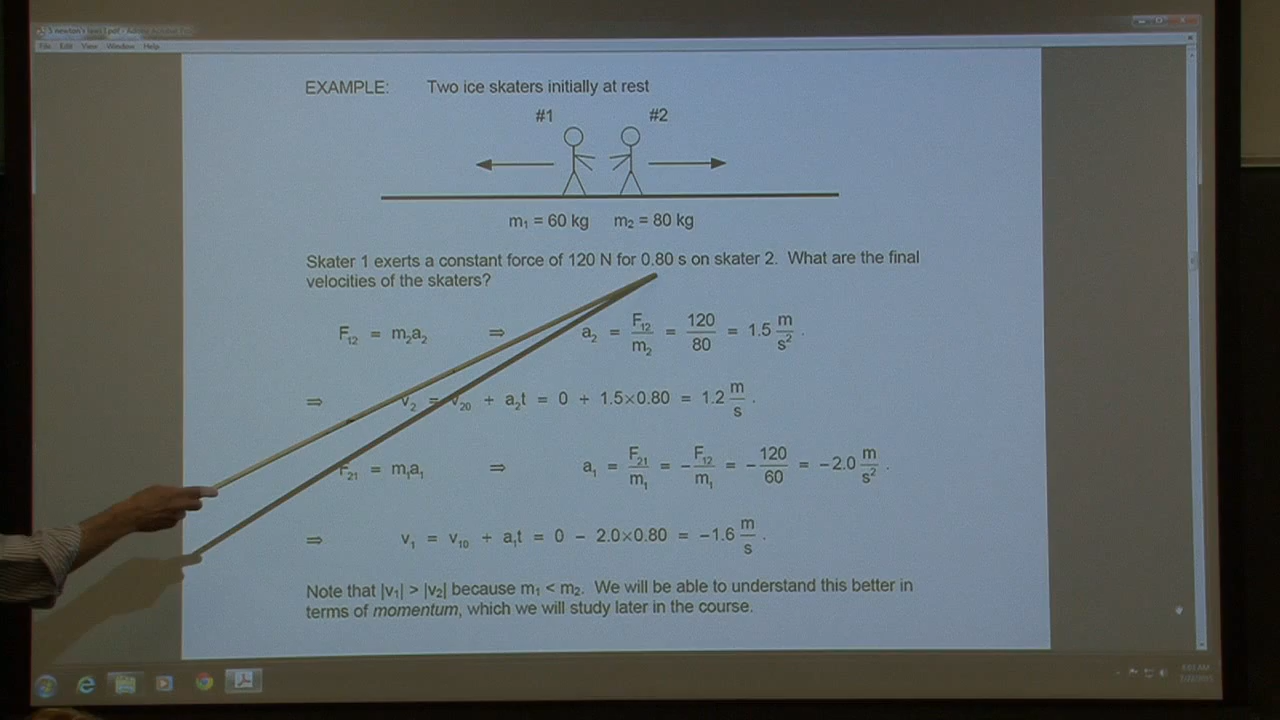 File Edit View Window Help
EXAMPLE: Two ice skaters initially at rest
#1 #2
m₁ = 60 kg m₂ = 80 kg
Skater 1 exerts a constant force of 120 N for 0.80 s on skater 2. What are the final
velocities of the skaters?
F₁₂ = m₂a₂ ⇒ a₂ = F₁₂/m₂ = 120/80 = 1.5 m/s² .
⇒ v₂ = v₂₀ + a₂t = 0 + 1.5×0.80 = 1.2 m/s .
F₂₁ = m₁a₁ ⇒ a₁ = F₂₁/m₁ = −F₁₂/m₁ = −120/60 = −2.0 m/s² .
⇒ v₁ = v₁₀ + a₁t = 0 − 2.0×0.80 = −1.6 m/s .
Note that |v₁| > |v₂| because m₁ < m₂. We will be able to understand this better in
terms of momentum, which we will study later in the course.